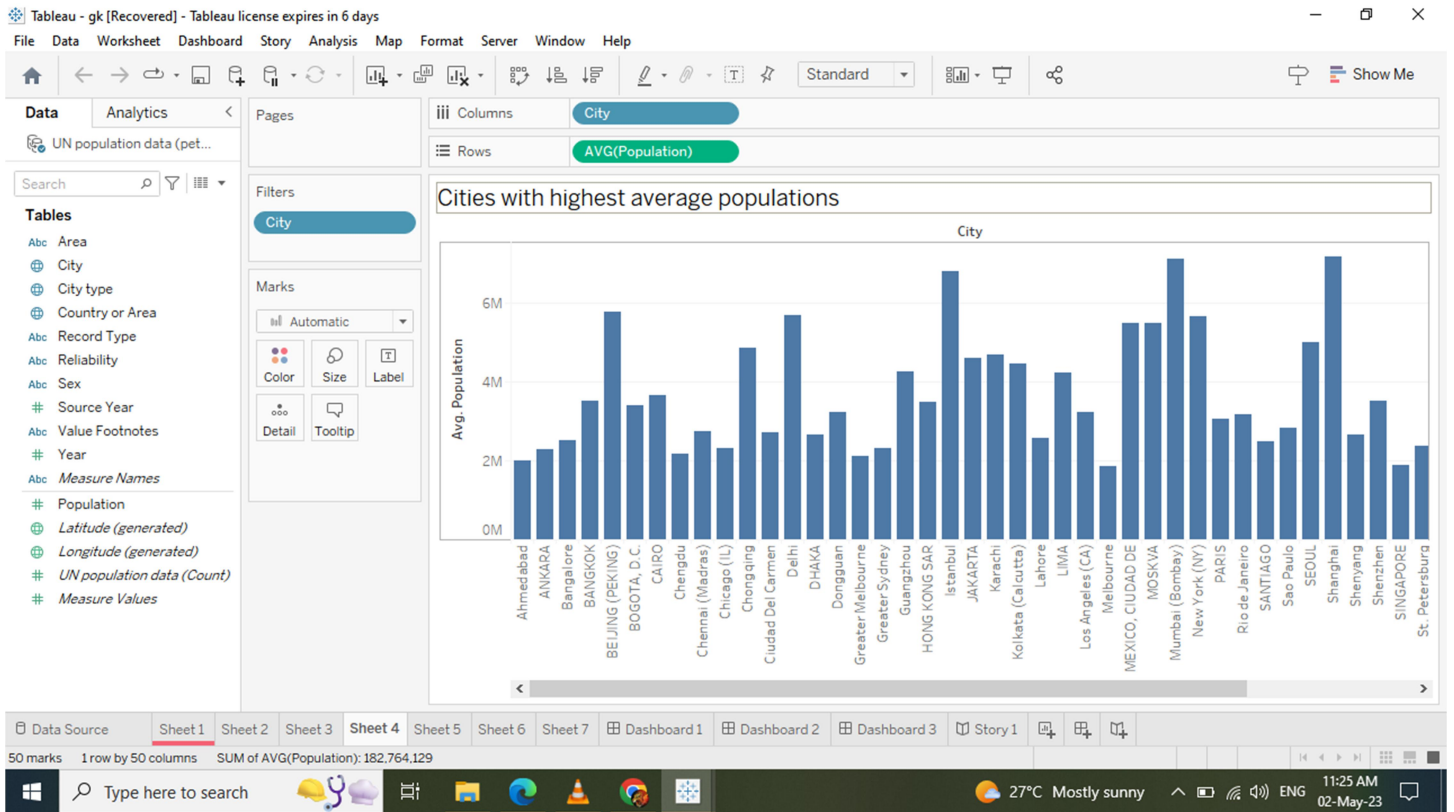 Tableau - gk [Recovered] - Tableau license expires in 6 days
File Data Worksheet Dashboard Story Analysis Map Format Server Window Help
Standard
Show Me
Data Analytics
UN population data (pet...
Search
Tables
Abc Area
City
City type
Country or Area
Abc Record Type
Abc Reliability
Abc Sex
# Source Year
Abc Value Footnotes
# Year
Abc Measure Names
# Population
Latitude (generated)
Longitude (generated)
# UN population data (Count)
# Measure Values
Pages
Filters
City
Marks
Automatic
Color Size Label
Detail Tooltip
Columns City
Rows AVG(Population)
Cities with highest average populations
City
Avg. Population
6M
4M
2M
0M
Ahmedabad
ANKARA
Bangalore
BANGKOK
BEIJING (PEKING)
BOGOTA, D.C.
CAIRO
Chengdu
Chennai (Madras)
Chicago (IL)
Chongqing
Ciudad Del Carmen
Delhi
DHAKA
Dongguan
Greater Melbourne
Greater Sydney
Guangzhou
HONG KONG SAR
Istanbul
JAKARTA
Karachi
Kolkata (Calcutta)
Lahore
LIMA
Los Angeles (CA)
Melbourne
MEXICO, CIUDAD DE
MOSKVA
Mumbai (Bombay)
New York (NY)
PARIS
Rio de Janeiro
SANTIAGO
Sao Paulo
SEOUL
Shanghai
Shenyang
Shenzhen
SINGAPORE
St. Petersburg
Data Source Sheet 1 Sheet 2 Sheet 3 Sheet 4 Sheet 5 Sheet 6 Sheet 7 Dashboard 1 Dashboard 2 Dashboard 3 Story 1
50 marks 1 row by 50 columns SUM of AVG(Population): 182,764,129
Type here to search
27°C Mostly sunny
ENG
11:25 AM
02-May-23